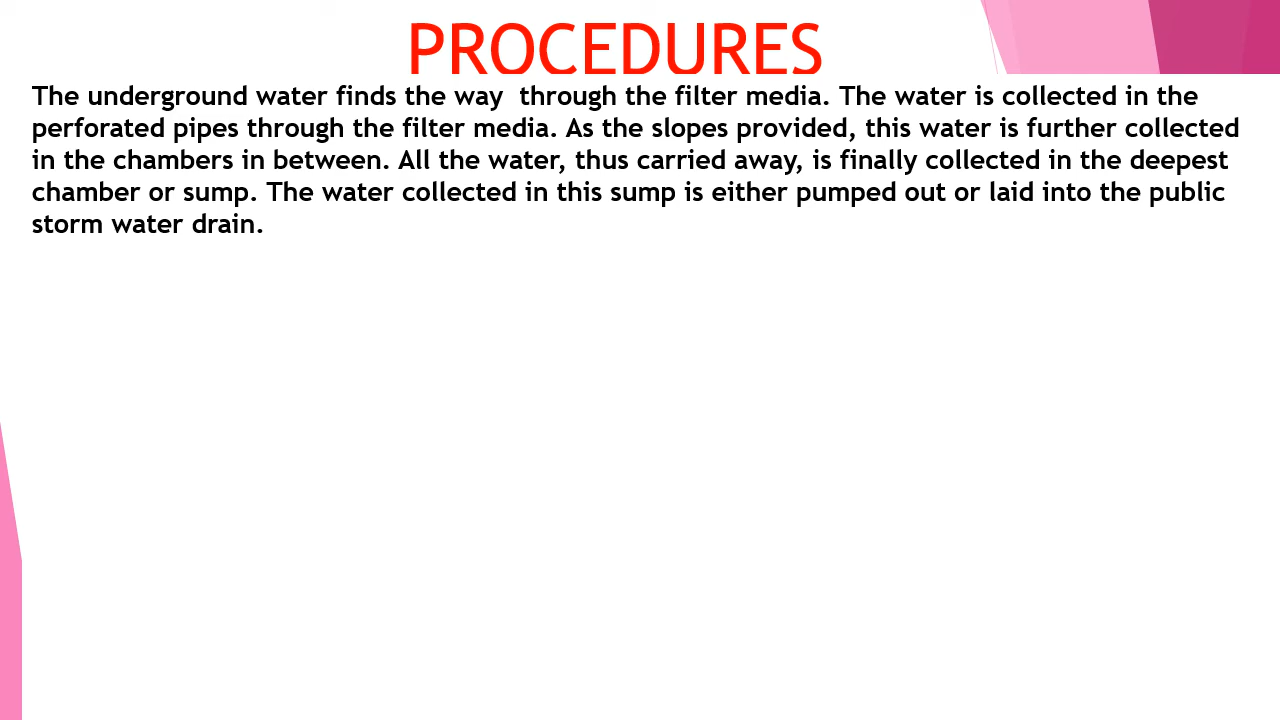 PROCEDURES
The underground water finds the way  through the filter media. The water is collected in the
perforated pipes through the filter media. As the slopes provided, this water is further collected
in the chambers in between. All the water, thus carried away, is finally collected in the deepest
chamber or sump. The water collected in this sump is either pumped out or laid into the public
storm water drain.